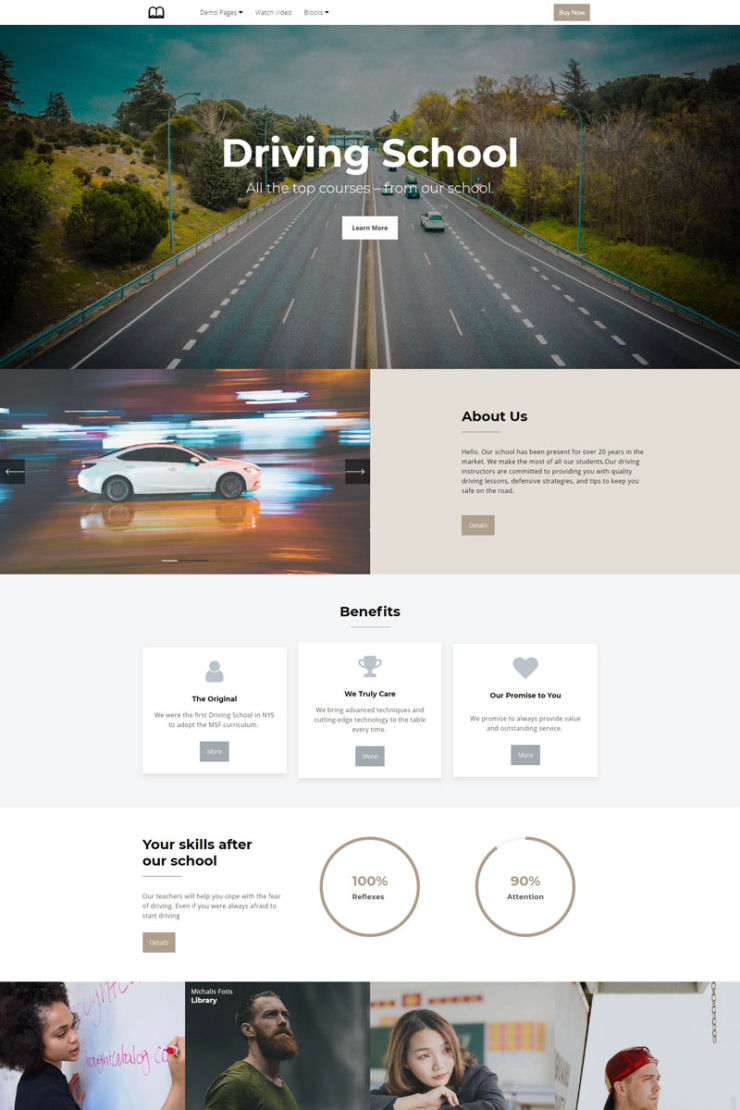 Demo Pages Watch video Blocks Buy Now
Driving School
All the top courses – from our school.
Learn More
About Us
Hello. Our school has been present for over 20 years in the
market. We make the most of all our students.Our driving
instructors are committed to providing you with quality
driving lessons, defensive strategies, and tips to keep you
safe on the road.
Details
Benefits
The Original
We were the first Driving School in NYS
to adopt the MSF curriculum.
More
We Truly Care
We bring advanced techniques and
cutting-edge technology to the table
every time.
More
Our Promise to You
We promise to always provide value
and outstanding service.
More
Your skills after
our school
Our teachers will help you cope with the fear
of driving. Even if you were always afraid to
start driving
Details
100%
Reflexes
90%
Attention
Michalis Fotis
Library
thoughtcatalog.co